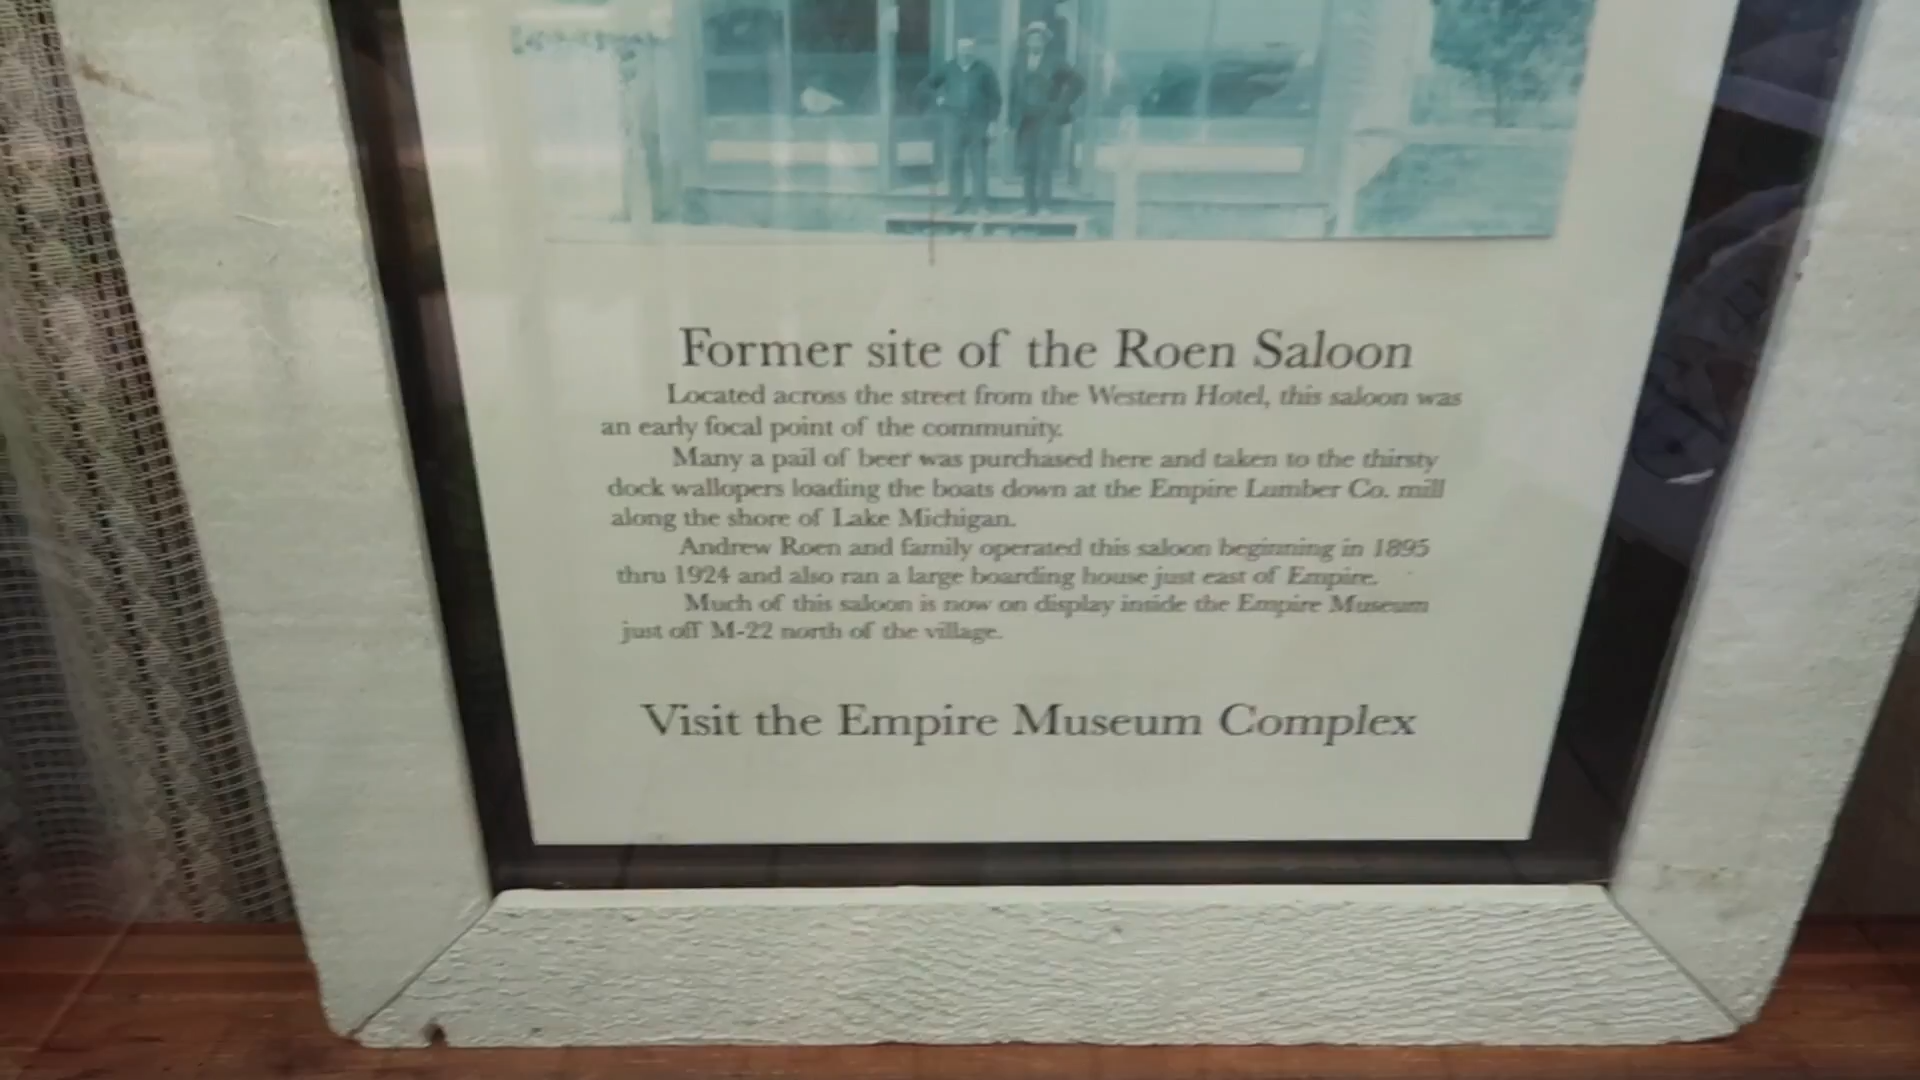 Former site of the Roen Saloon
Located across the street from the Western Hotel, this saloon was
an early focal point of the community.
Many a pail of beer was purchased here and taken to the thirsty
dock wallopers loading the boats down at the Empire Lumber Co. mill
along the shore of Lake Michigan.
Andrew Roen and family operated this saloon beginning in 1895
thru 1924 and also ran a large boarding house just east of Empire.
Much of this saloon is now on display inside the Empire Museum
just off M-22 north of the village.
Visit the Empire Museum Complex